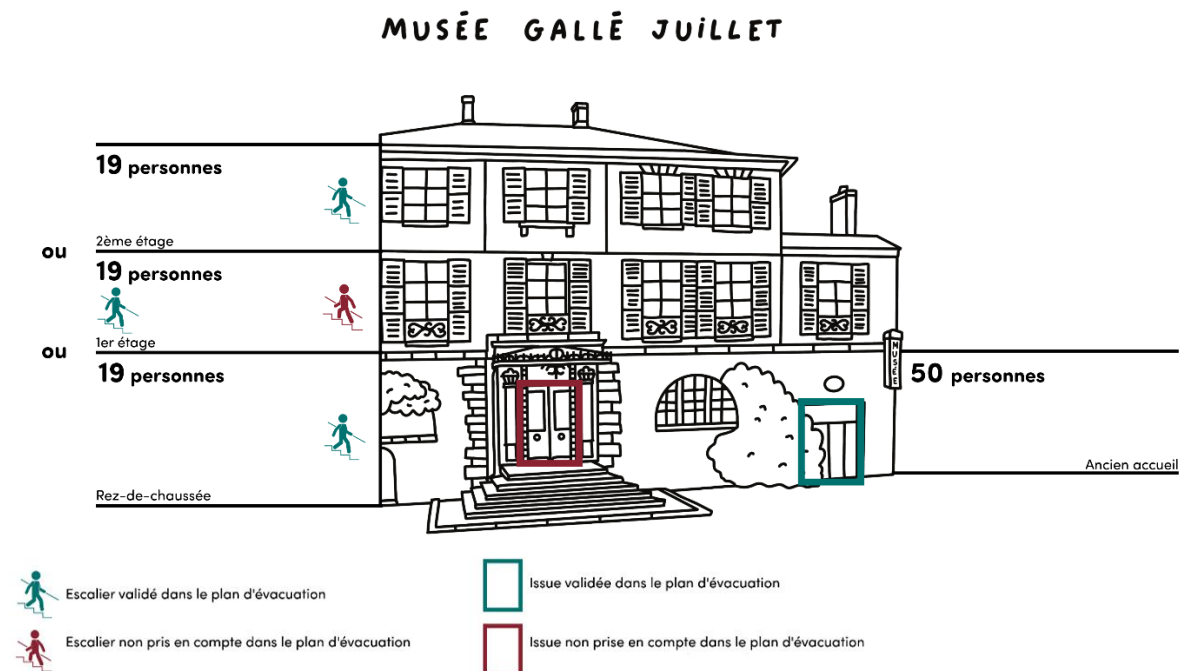 MUSÉE GALLÉ JUILLET
19 personnes
2ème étage
ou
19 personnes
1er étage
ou
19 personnes
Rez-de-chaussée
MUSÉE
50 personnes
Ancien accueil
Escalier validé dans le plan d'évacuation
Issue validée dans le plan d'évacuation
Escalier non pris en compte dans le plan d'évacuation
Issue non prise en compte dans le plan d'évacuation